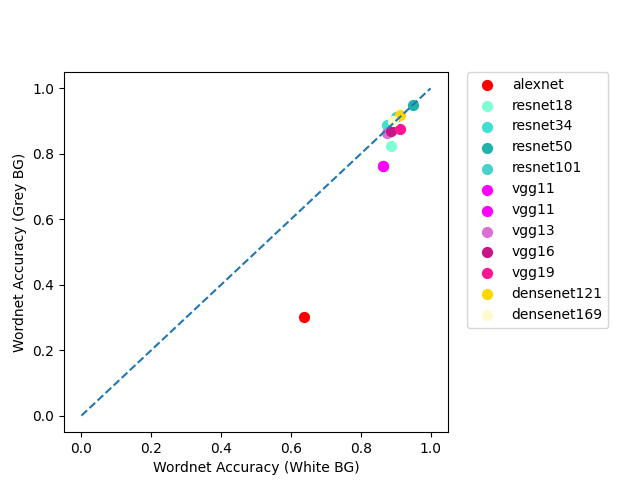 1.0
0.8
0.6
0.4
0.2
0.0
Wordnet Accuracy (Grey BG)
0.0 0.2 0.4 0.6 0.8 1.0
Wordnet Accuracy (White BG)
alexnet
resnet18
resnet34
resnet50
resnet101
vgg11
vgg11
vgg13
vgg16
vgg19
densenet121
densenet169